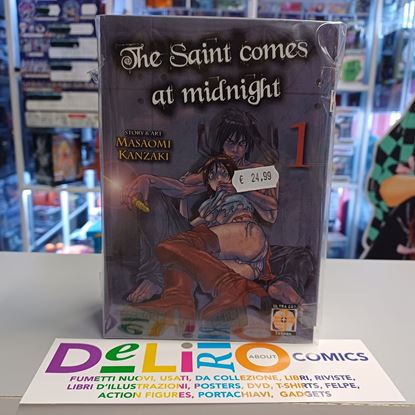 The Saint comes
at midnight
STORY & ART
MASAOMI
KANZAKI
1
€ 24,99
DeLiRiO
ABOUT
COMICS
FUMETTI NUOVI, USATI, DA COLLEZIONE, LIBRI, RIVISTE,
LIBRI D'ILLUSTRAZIONI, POSTERS, DVD, T-SHIRTS, FELPE,
ACTION FIGURES, PORTACHIAVI, GADGETS